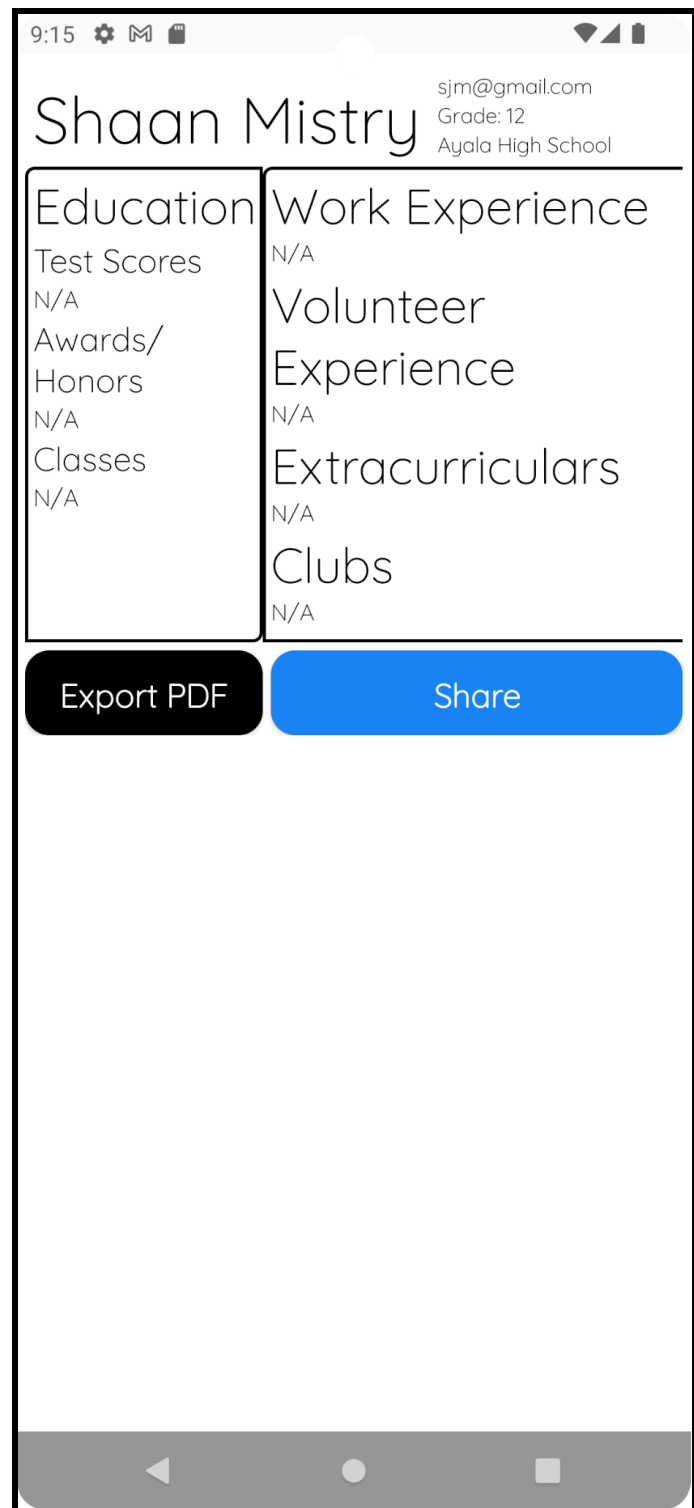 9:15
Shaan Mistry
sjm@gmail.com
Grade: 12
Ayala High School
Education
Test Scores
N/A
Awards/
Honors
N/A
Classes
N/A
Work Experience
N/A
Volunteer
Experience
N/A
Extracurriculars
N/A
Clubs
N/A
Export PDF
Share